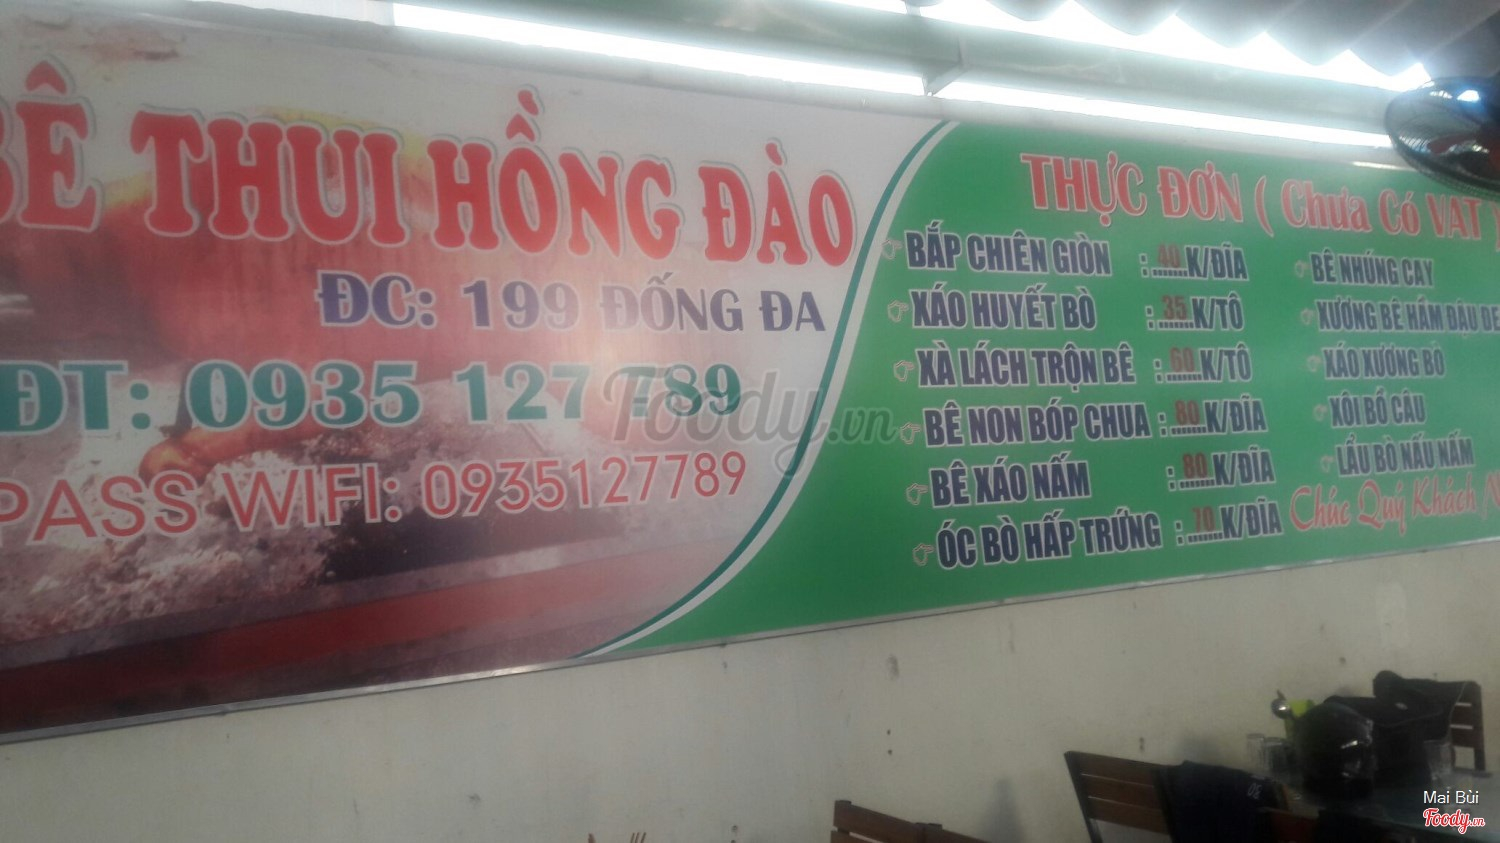 BÊ THUI HỒNG ĐÀO
ĐC: 199 ĐỐNG ĐA
ĐT: 0935 127 789
PASS WIFI: 0935127789
THỰC ĐƠN ( Chưa Có VAT )
BẮP CHIÊN GIÒN :.40.K/ĐĨA
XÁO HUYẾT BÒ :.35.K/TÔ
XÀ LÁCH TRỘN BÊ :.60.K/TÔ
BÊ NON BÓP CHUA :.80.K/ĐĨA
BÊ XÁO NẤM :.80.K/ĐĨA
ÓC BÒ HẤP TRỨNG :.70.K/ĐĨA
BÊ NHÚNG CAY
XƯƠNG BÊ HẦM ĐẬU ĐE
XÁO XƯƠNG BÒ
XÔI BỒ CÂU
LẨU BÒ NẤU NẤM
Chúc Quý Khách
Foody.vn
Mai Bùi
Foody.vn